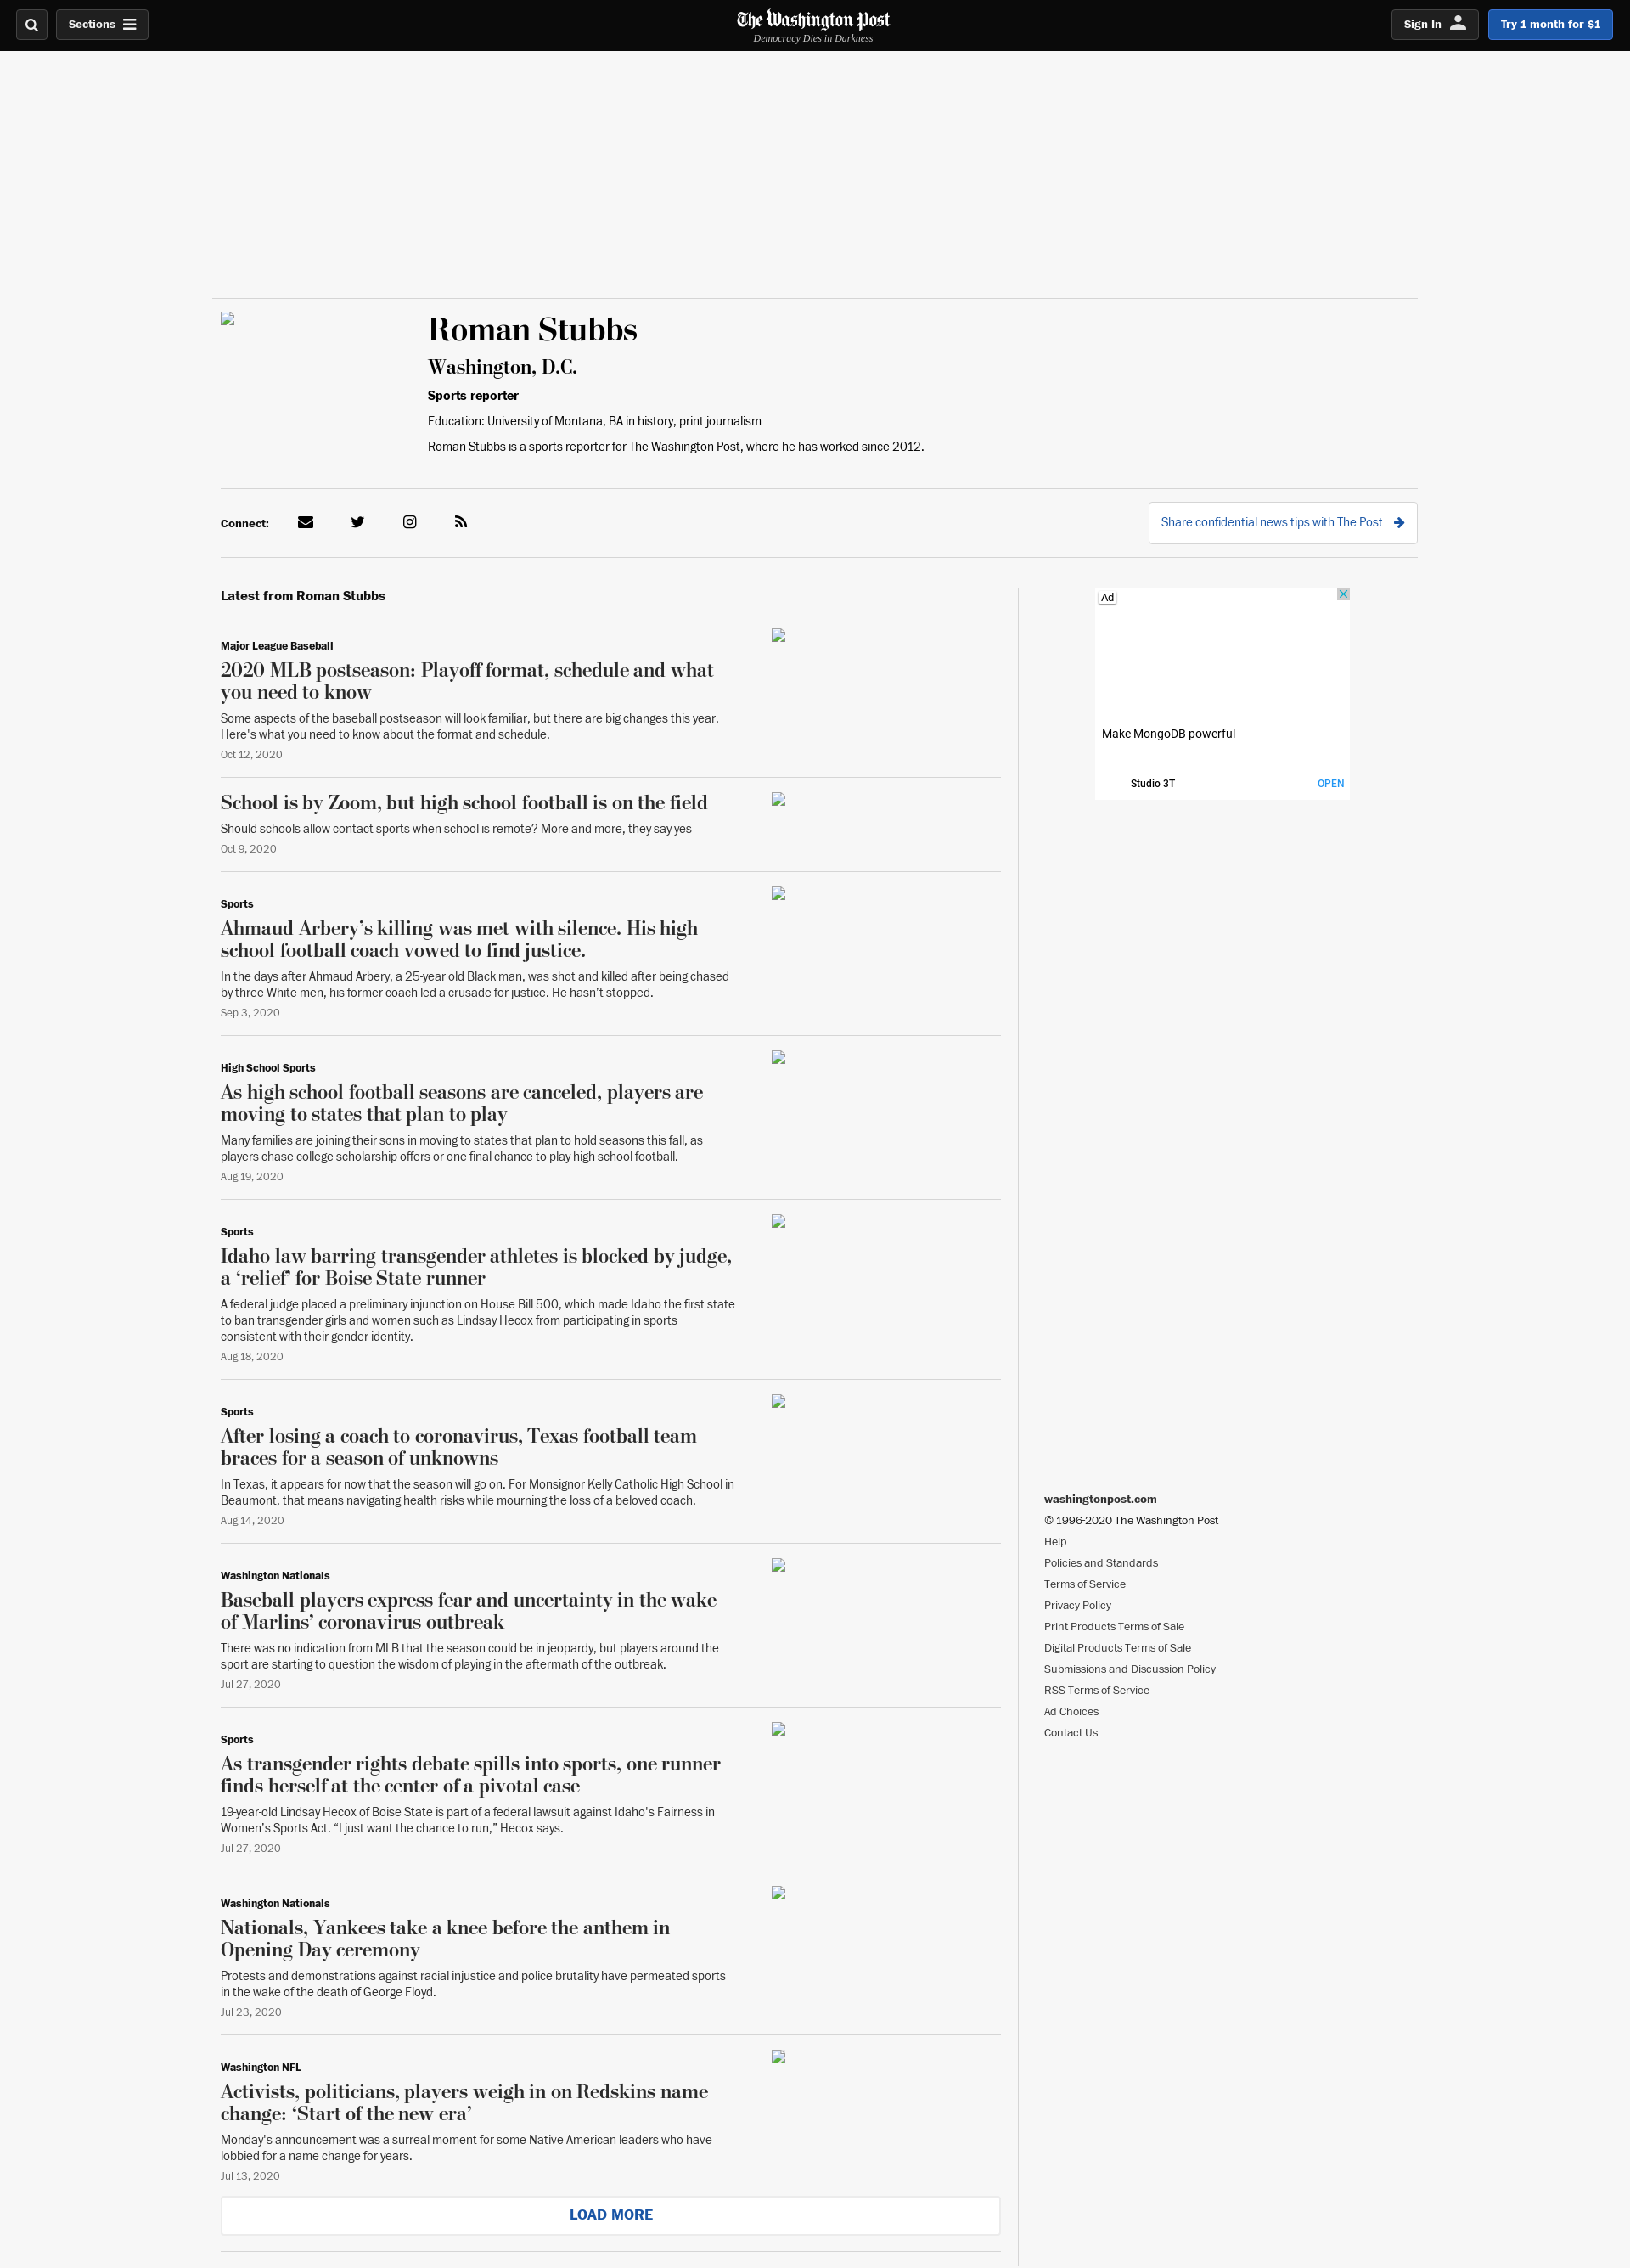 Sections
The Washington Post
Democracy Dies in Darkness
Sign In
Try 1 month for $1
Roman Stubbs
Washington, D.C.
Sports reporter
Education: University of Montana, BA in history, print journalism
Roman Stubbs is a sports reporter for The Washington Post, where he has worked since 2012.
Connect:
Share confidential news tips with The Post
Latest from Roman Stubbs
Major League Baseball
2020 MLB postseason: Playoff format, schedule and what
you need to know
Some aspects of the baseball postseason will look familiar, but there are big changes this year.
Here's what you need to know about the format and schedule.
Oct 12, 2020
School is by Zoom, but high school football is on the field
Should schools allow contact sports when school is remote? More and more, they say yes
Oct 9, 2020
Sports
Ahmaud Arbery’s killing was met with silence. His high
school football coach vowed to find justice.
In the days after Ahmaud Arbery, a 25-year old Black man, was shot and killed after being chased
by three White men, his former coach led a crusade for justice. He hasn’t stopped.
Sep 3, 2020
High School Sports
As high school football seasons are canceled, players are
moving to states that plan to play
Many families are joining their sons in moving to states that plan to hold seasons this fall, as
players chase college scholarship offers or one final chance to play high school football.
Aug 19, 2020
Sports
Idaho law barring transgender athletes is blocked by judge,
a ‘relief’ for Boise State runner
A federal judge placed a preliminary injunction on House Bill 500, which made Idaho the first state
to ban transgender girls and women such as Lindsay Hecox from participating in sports
consistent with their gender identity.
Aug 18, 2020
Sports
After losing a coach to coronavirus, Texas football team
braces for a season of unknowns
In Texas, it appears for now that the season will go on. For Monsignor Kelly Catholic High School in
Beaumont, that means navigating health risks while mourning the loss of a beloved coach.
Aug 14, 2020
Washington Nationals
Baseball players express fear and uncertainty in the wake
of Marlins’ coronavirus outbreak
There was no indication from MLB that the season could be in jeopardy, but players around the
sport are starting to question the wisdom of playing in the aftermath of the outbreak.
Jul 27, 2020
Sports
As transgender rights debate spills into sports, one runner
finds herself at the center of a pivotal case
19-year-old Lindsay Hecox of Boise State is part of a federal lawsuit against Idaho's Fairness in
Women’s Sports Act. “I just want the chance to run,” Hecox says.
Jul 27, 2020
Washington Nationals
Nationals, Yankees take a knee before the anthem in
Opening Day ceremony
Protests and demonstrations against racial injustice and police brutality have permeated sports
in the wake of the death of George Floyd.
Jul 23, 2020
Washington NFL
Activists, politicians, players weigh in on Redskins name
change: ‘Start of the new era’
Monday's announcement was a surreal moment for some Native American leaders who have
lobbied for a name change for years.
Jul 13, 2020
LOAD MORE
Ad
Make MongoDB powerful
Studio 3T
OPEN
washingtonpost.com
© 1996-2020 The Washington Post
Help
Policies and Standards
Terms of Service
Privacy Policy
Print Products Terms of Sale
Digital Products Terms of Sale
Submissions and Discussion Policy
RSS Terms of Service
Ad Choices
Contact Us